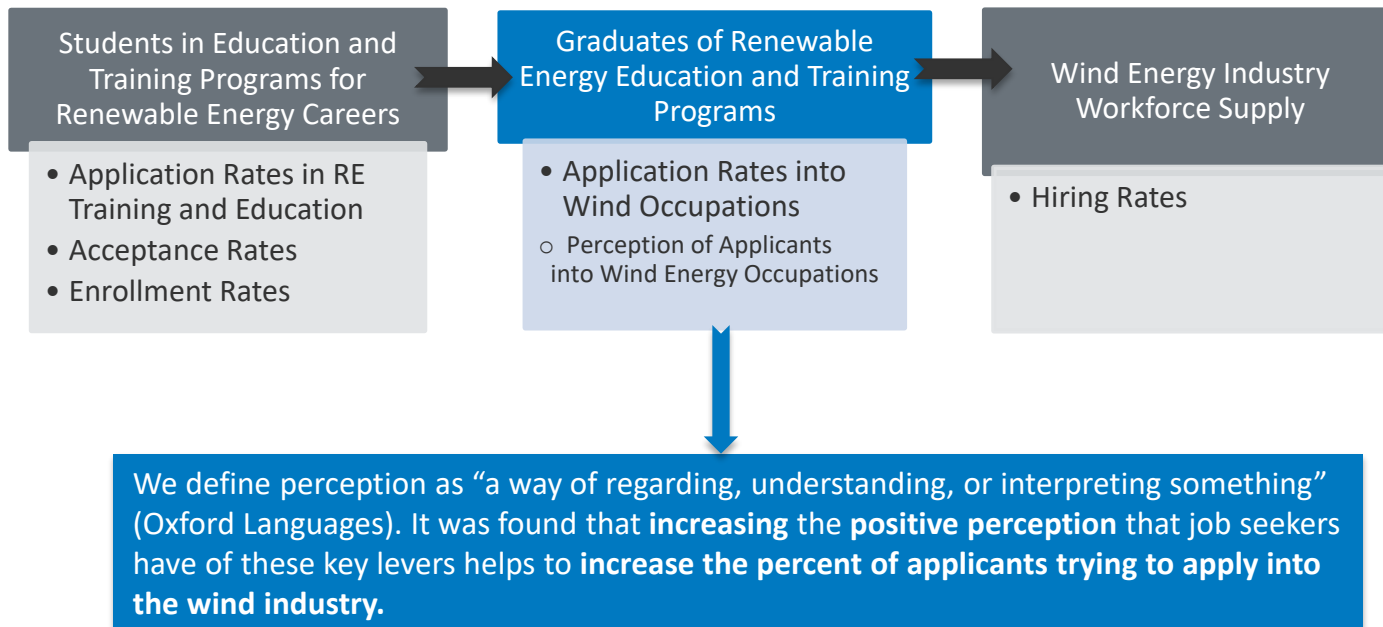 Students in Education and
Training Programs for
Renewable Energy Careers
• Application Rates in RE
Training and Education
• Acceptance Rates
• Enrollment Rates
Graduates of Renewable
Energy Education and Training
Programs
• Application Rates into
Wind Occupations
○ Perception of Applicants
into Wind Energy Occupations
Wind Energy Industry
Workforce Supply
• Hiring Rates
We define perception as “a way of regarding, understanding, or interpreting something”
(Oxford Languages). It was found that increasing the positive perception that job seekers
have of these key levers helps to increase the percent of applicants trying to apply into
the wind industry.